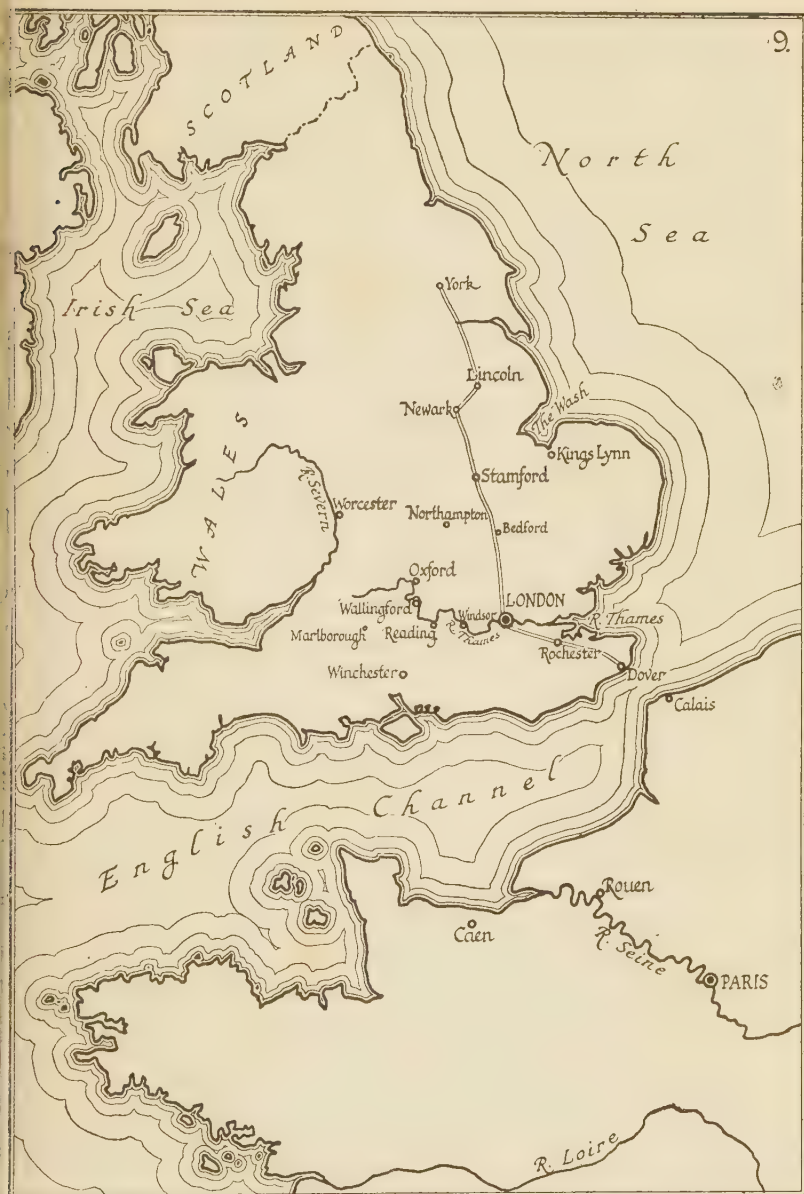 9.
SCOTLAND
North
Sea
York
Irish Sea
Lincoln
Newark
The Wash
Kings Lynn
WALES
R. Severn
Stamford
Worcester
Northampton
Bedford
Oxford
Wallingford
LONDON
Windsor
R. Thames
Marlborough
Reading
R. Thames
Rochester
Winchester
Dover
Calais
English Channel
Rouen
Caen
R. Seine
PARIS
R. Loire